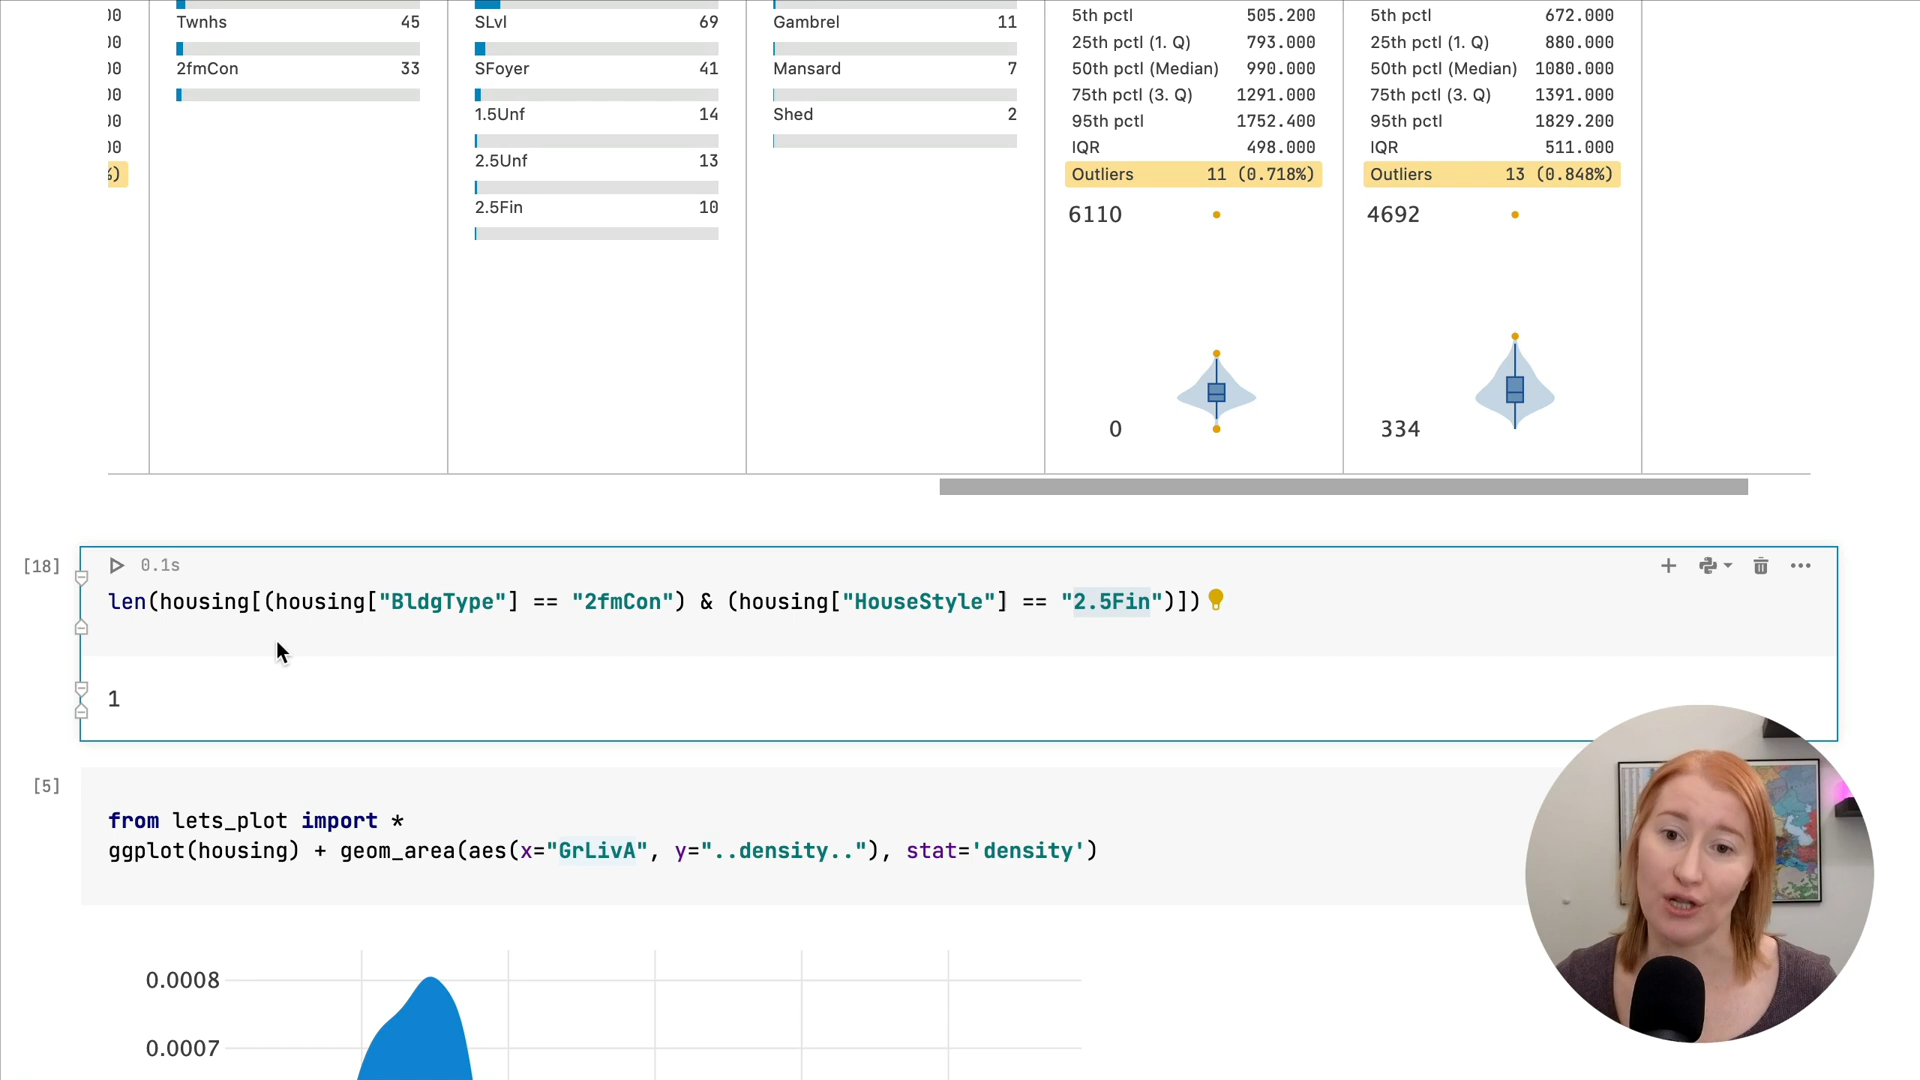 00
00
00
00
00
00
%)
Twnhs 45
2fmCon 33
SLvl 69
SFoyer 41
1.5Unf 14
2.5Unf 13
2.5Fin 10
Gambrel 11
Mansard 7
Shed 2
5th pctl 505.200
25th pctl (1. Q) 793.000
50th pctl (Median) 990.000
75th pctl (3. Q) 1291.000
95th pctl 1752.400
IQR 498.000
Outliers 11 (0.718%)
6110
0
5th pctl 672.000
25th pctl (1. Q) 880.000
50th pctl (Median) 1080.000
75th pctl (3. Q) 1391.000
95th pctl 1829.200
IQR 511.000
Outliers 13 (0.848%)
4692
334
[18] 0.1s
len(housing[(housing["BldgType"] == "2fmCon") & (housing["HouseStyle"] == "2.5Fin")])
1
[5]
from lets_plot import *
ggplot(housing) + geom_area(aes(x="GrLivA", y="..density.."), stat='density')
0.0008
0.0007